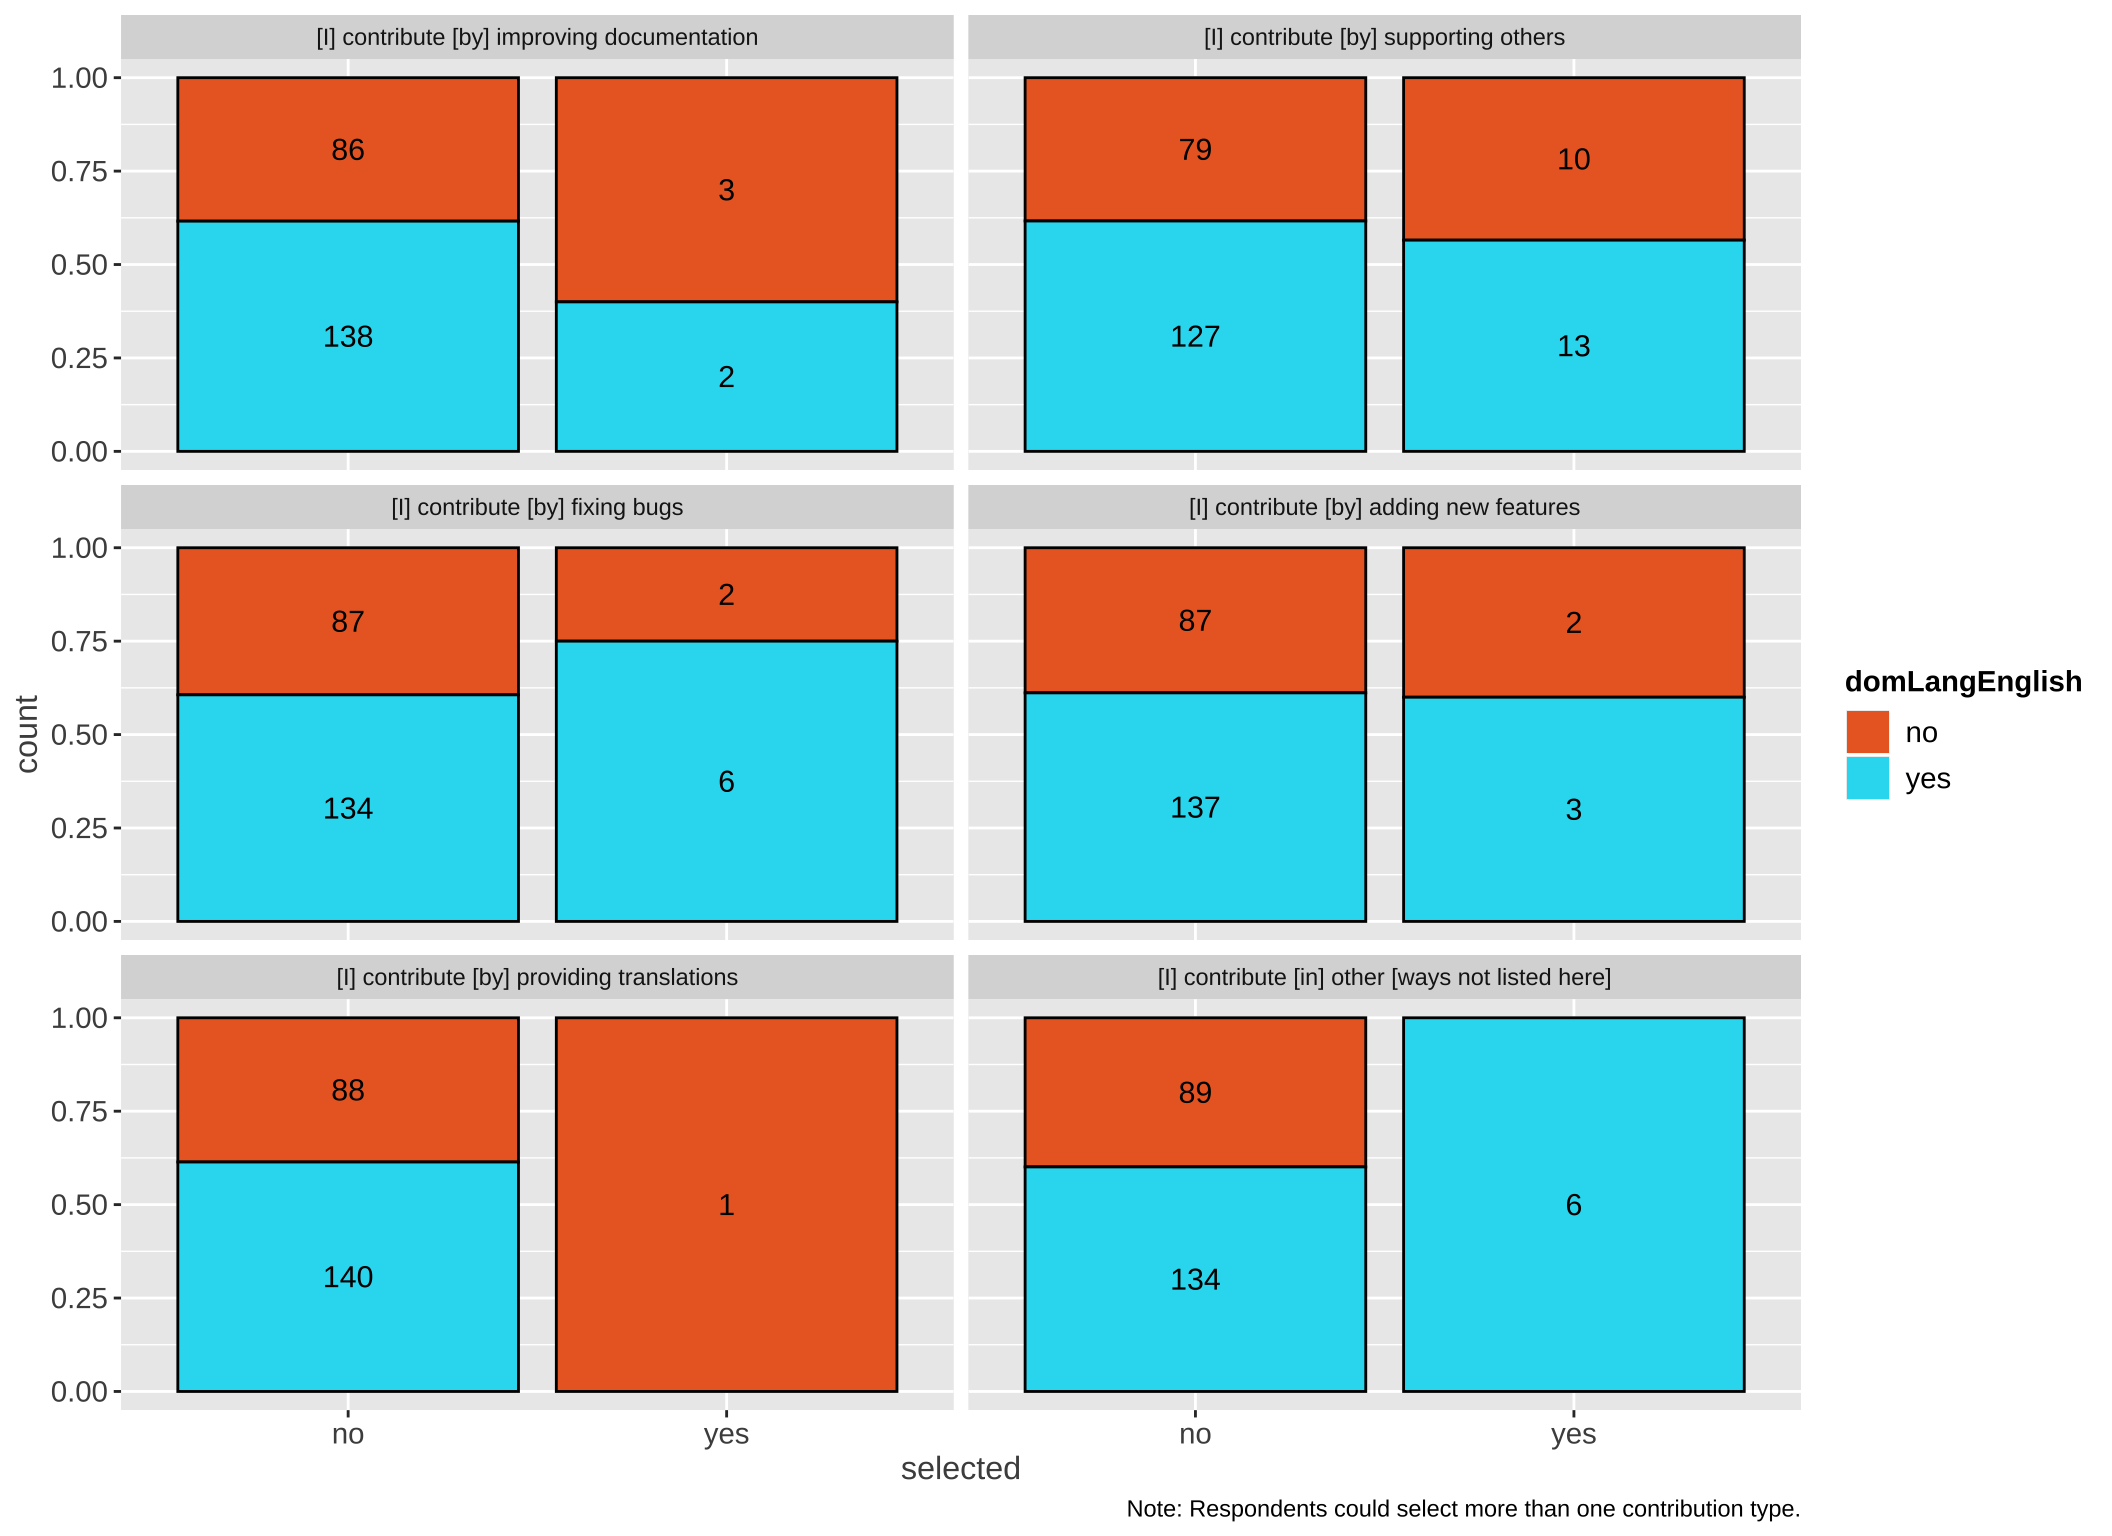 [I] contribute [by] improving documentation
[I] contribute [by] supporting others
1.00
0.75
0.50
0.25
0.00
86
138
3
2
79
127
10
13
[I] contribute [by] fixing bugs
[I] contribute [by] adding new features
1.00
0.75
0.50
0.25
0.00
87
134
2
6
87
137
2
3
[I] contribute [by] providing translations
[I] contribute [in] other [ways not listed here]
1.00
0.75
0.50
0.25
0.00
88
140
1
89
134
6
no
yes
no
yes
count
selected
domLangEnglish
no
yes
Note: Respondents could select more than one contribution type.